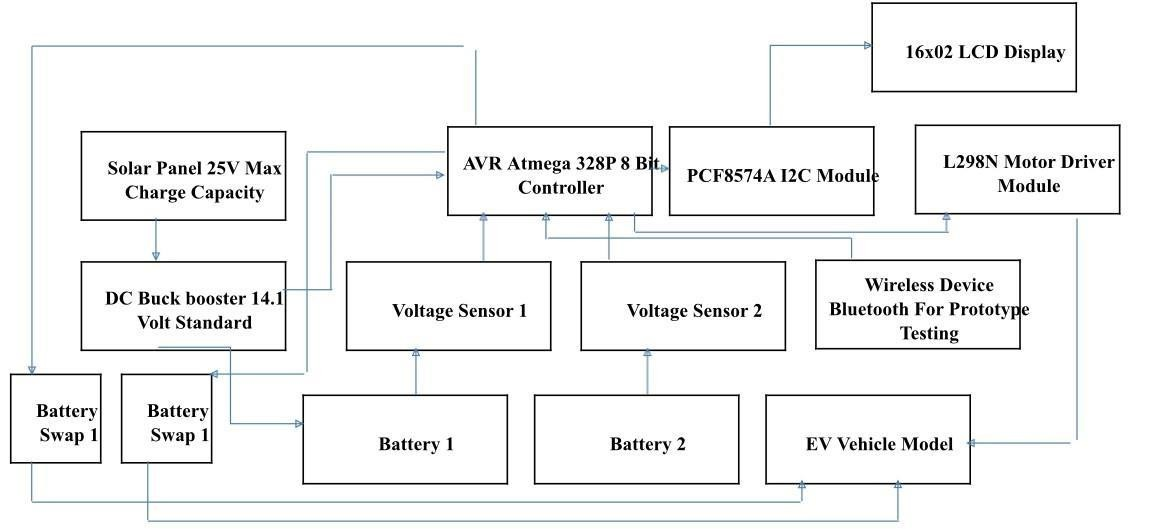 16x02 LCD Display
Solar Panel 25V Max
Charge Capacity
AVR Atmega 328P 8 Bit
Controller
PCF8574A I2C Module
L298N Motor Driver
Module
DC Buck booster 14.1
Volt Standard
Voltage Sensor 1
Voltage Sensor 2
Wireless Device
Bluetooth For Prototype
Testing
Battery
Swap 1
Battery
Swap 1
Battery 1
Battery 2
EV Vehicle Model